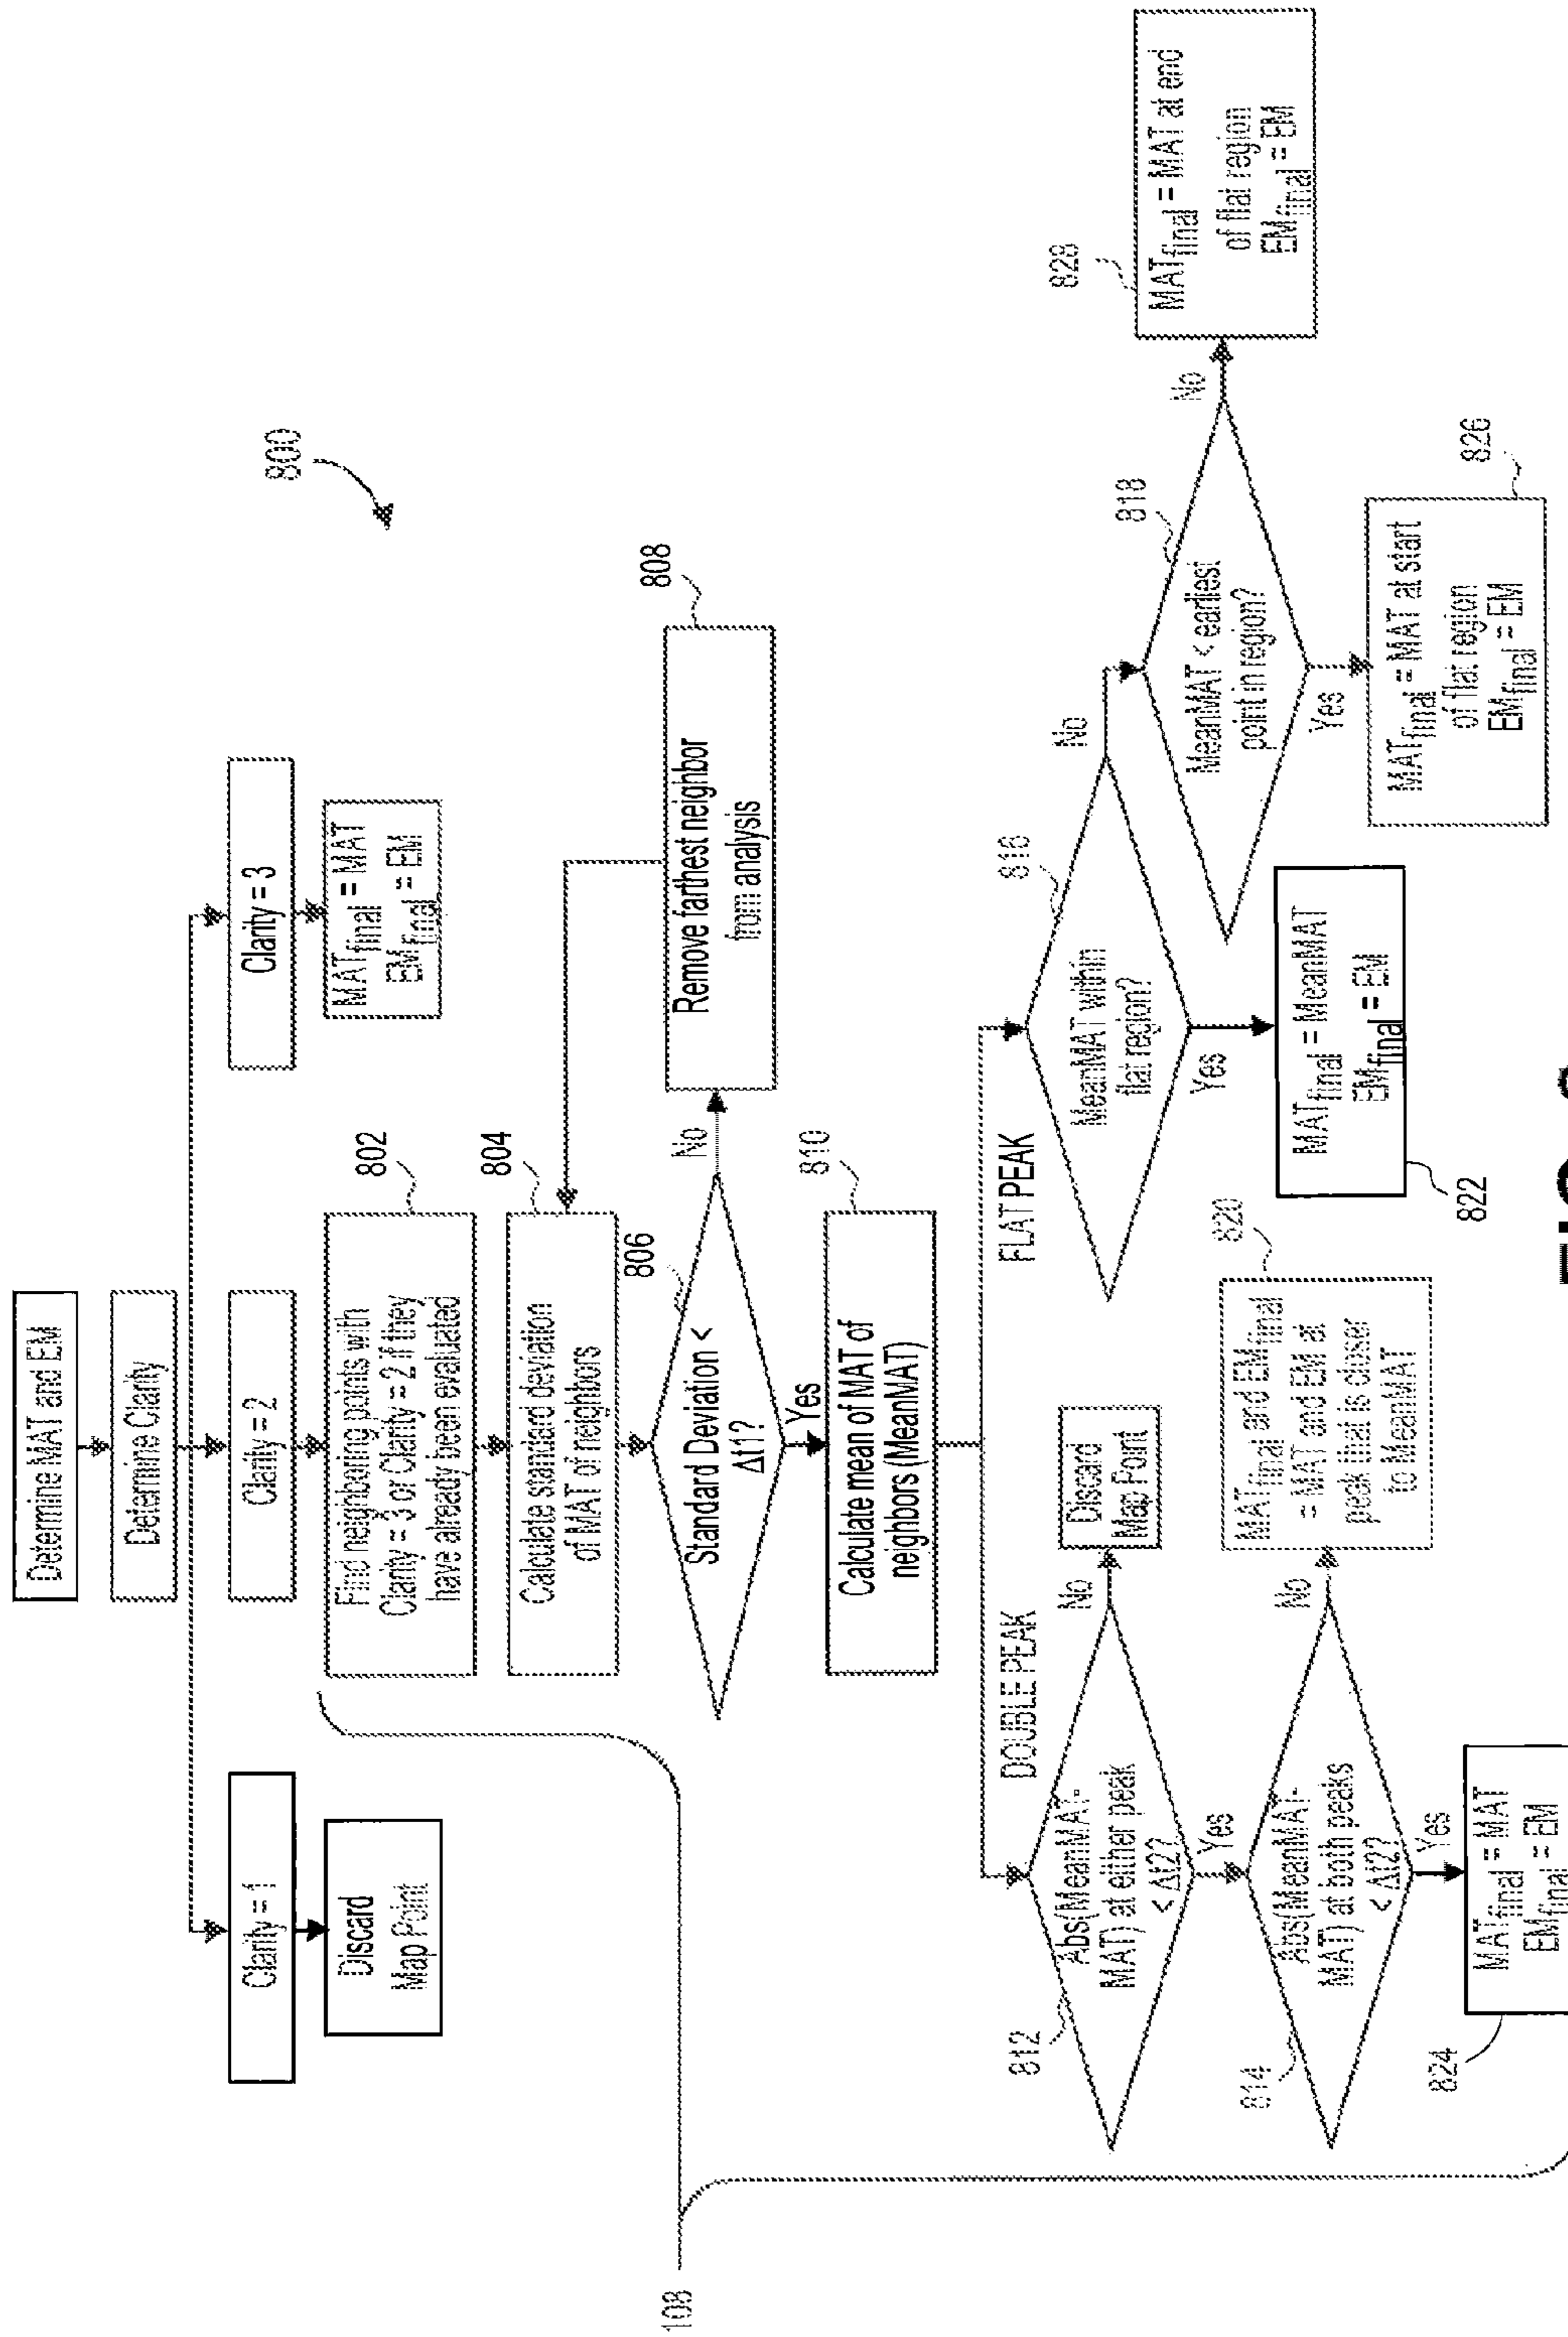 800
Determine MAT and EM
Determine Clarity
Clarity = 1
Discard
Map Point
Clarity = 2
Clarity = 3
MATfinal = MAT
EMfinal = EM
802
Find neighboring points with
Clarity = 3 or Clarity = 2 if they
have already been evaluated
804
Calculate standard deviation
of MAT of neighbors
806
Standard Deviation <
Δt1?
No
808
Remove farthest neighbor
from analysis
Yes
810
Calculate mean of MAT of
neighbors (MeanMAT)
108
DOUBLE PEAK
812
Abs(MeanMAT-
MAT) at either peak
< Δt2?
No
Discard
Map Point
Yes
814
Abs(MeanMAT-
MAT) at both peaks
< Δt2?
No
820
MATfinal and EMfinal
= MAT and EM at
peak that is closer
to MeanMAT
Yes
824
MATfinal = MAT
EMfinal = EM
FLAT PEAK
816
MeanMAT within
flat region?
Yes
822
MATfinal = MeanMAT
EMfinal = EM
No
818
MeanMAT < earliest
point in region?
Yes
826
MATfinal = MAT at start
of flat region
EMfinal = EM
No
828
MATfinal = MAT at end
of flat region
EMfinal = EM